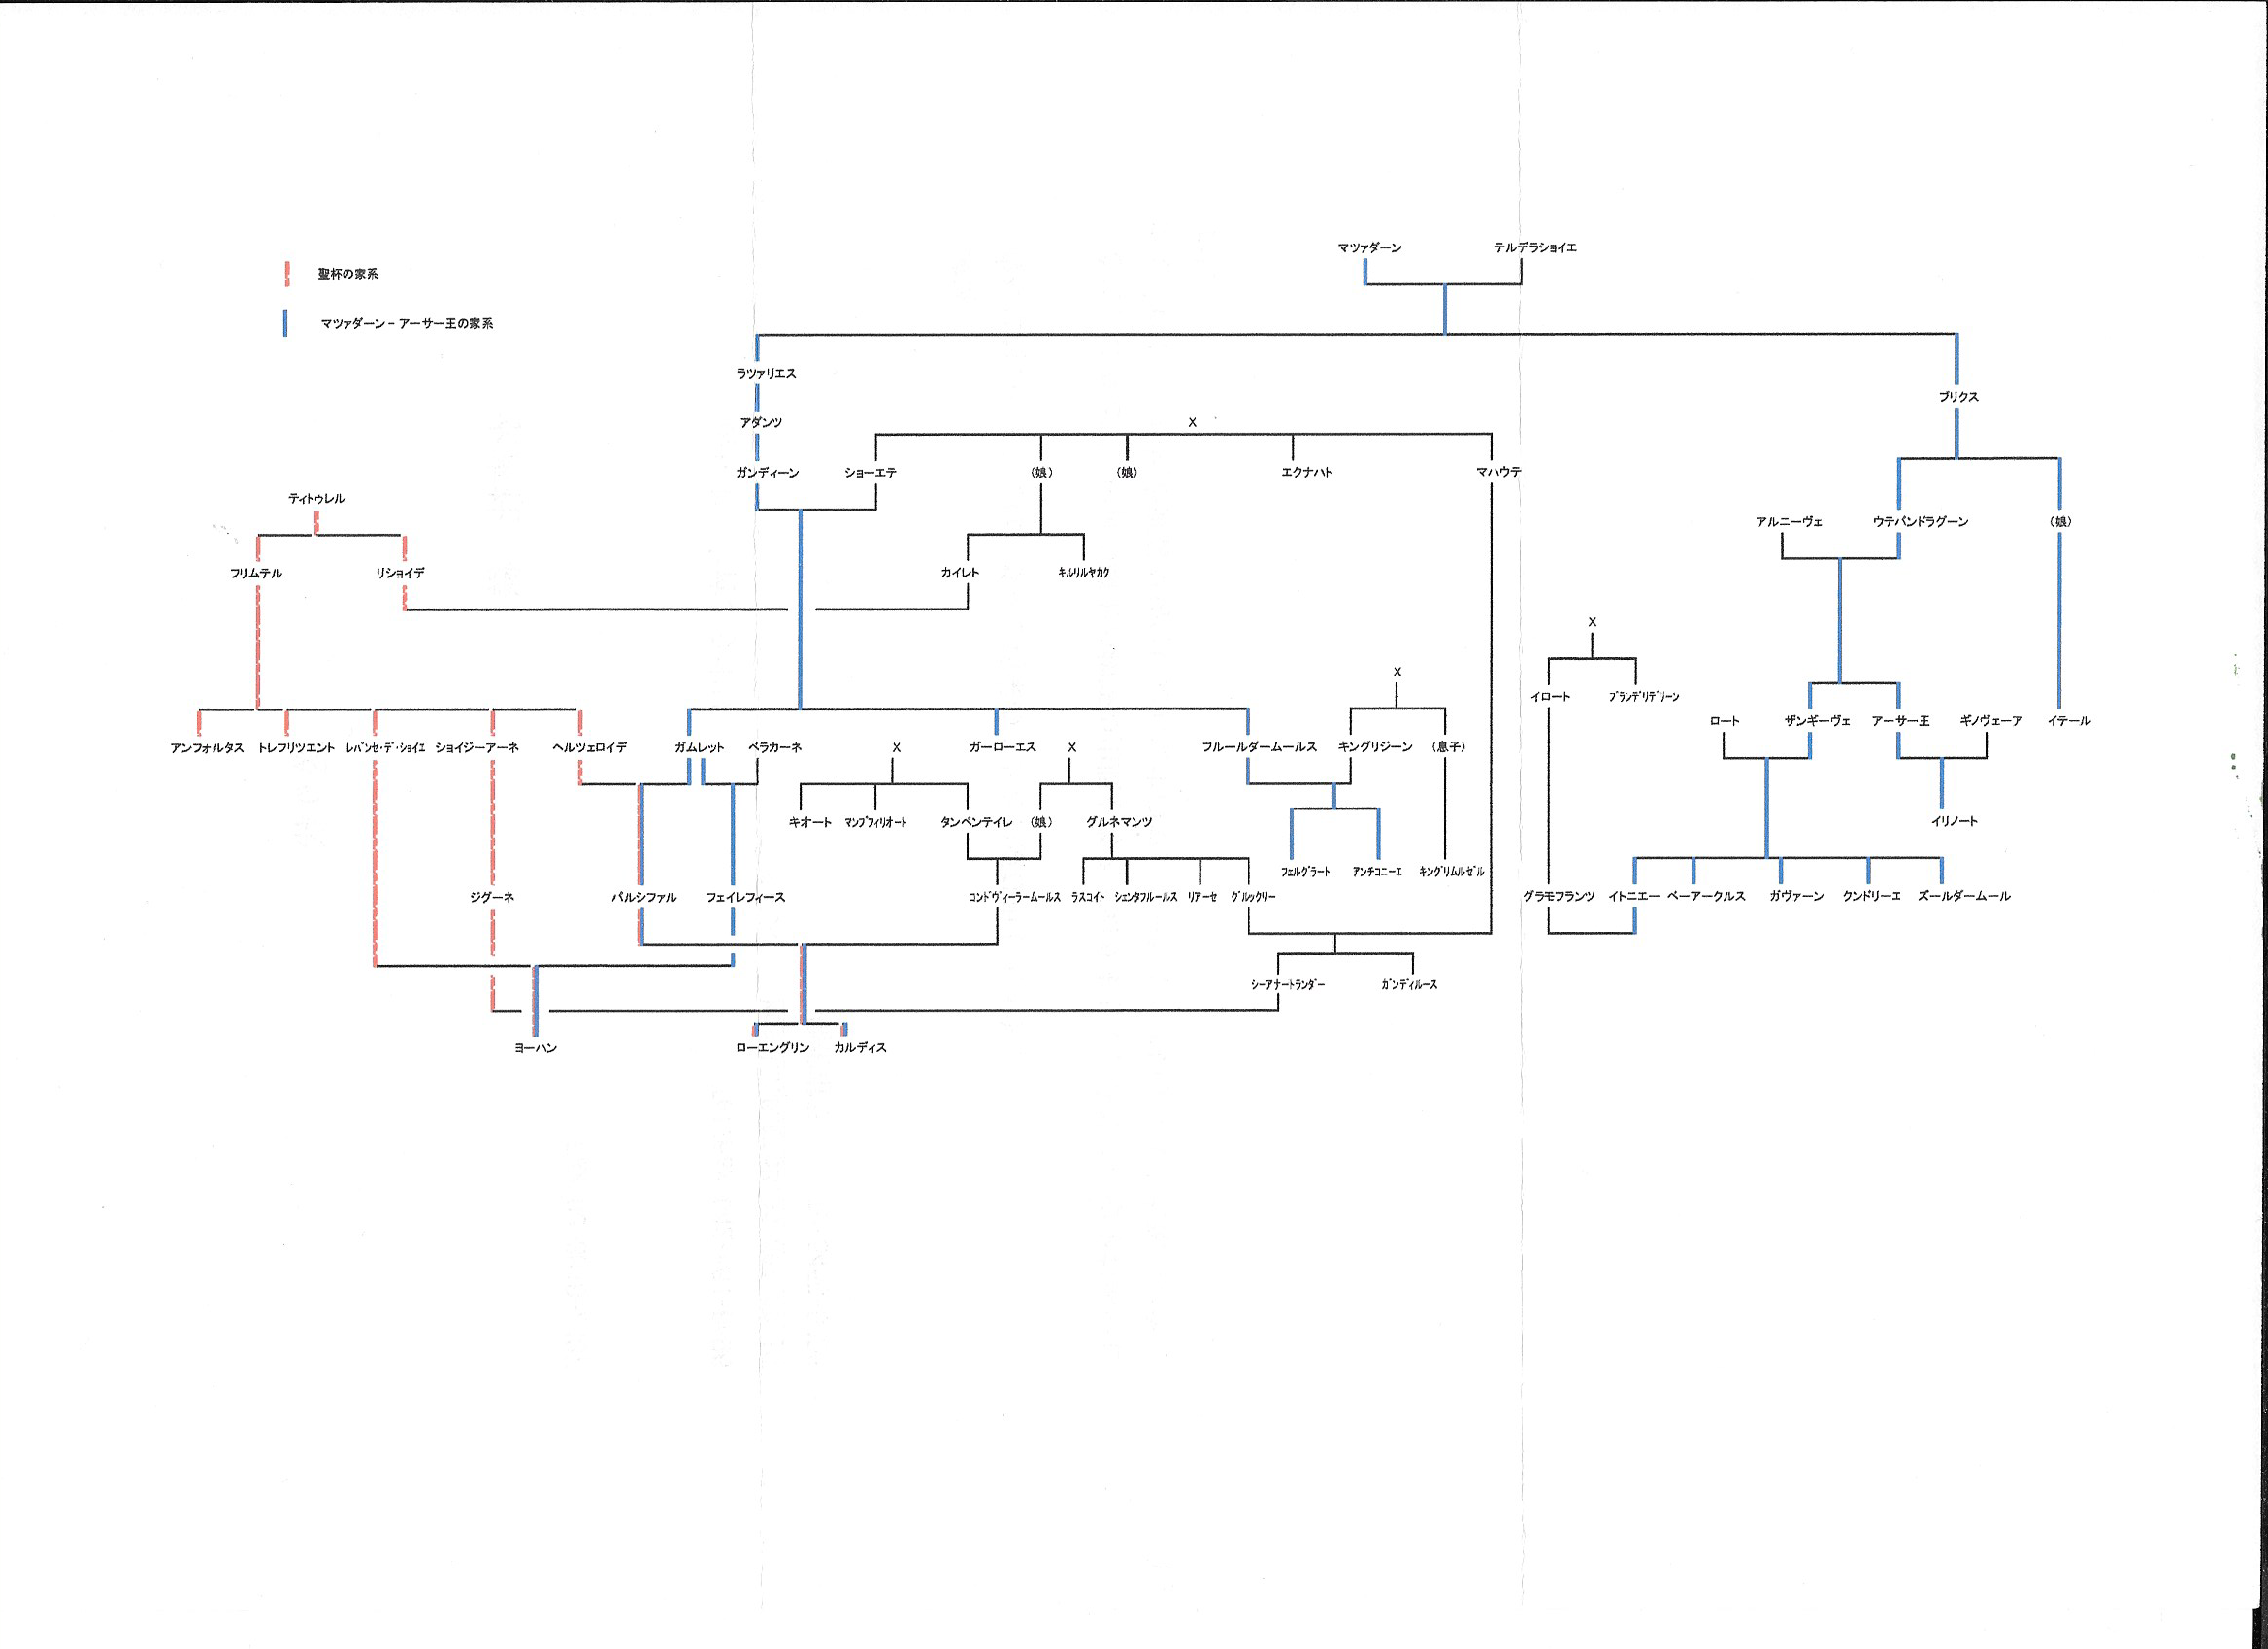 マツァダーン テルデラショイエ
聖杯の家系
マツァダーン − アーサー王の家系
ラツァリエス
ブリクス
アダンツ X
ガンディーン ショーエテ (娘) (娘) エクナハト マハウテ
ティトゥレル
アルニーヴェ ウテパンドラグーン (娘)
フリムテル リショイデ カイレト キルリルヤカク
X
X
イロート ブランデリデリーン
ロート ザンギーヴェ アーサー王 ギノヴェーア イテール
アンフォルタス トレフリツエント レパンセ・デ・ショイエ ショイジーアーネ ヘルツェロイデ ガムレット ベラカーネ X ガーローエス X フルールダームールス キングリジーン (息子)
キオート マンプフィリオート タンペンテイレ (娘) グルネマンツ イリノート
フェルグラート アンチコニーエ キングリムルゼル
ジグーネ パルシファル フェイレフィース コンドヴィーラームールス ラスコイト シェンタフルールス リアーセ グルックリー グラモフランツ イトニエー ベーアークルス ガヴァーン クンドリーエ ズールダームール
シーアナートランダー ガンディルース
ヨーハン ローエングリン カルディス